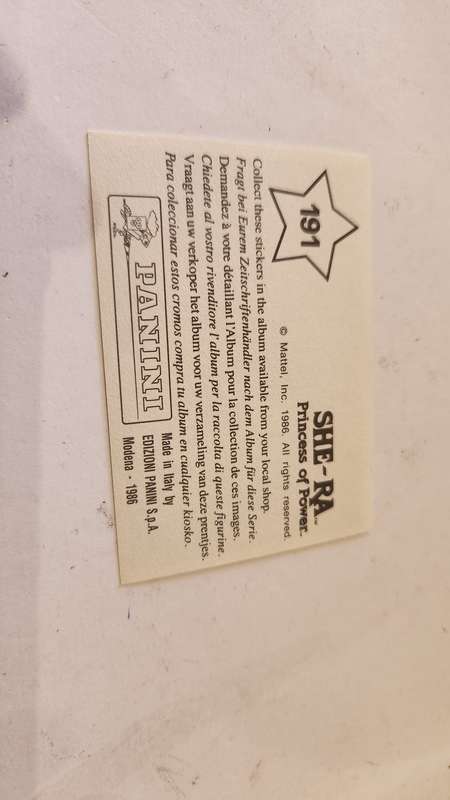 191
SHE-RA™
Princess of Power™
© Mattel, Inc. 1986. All rights reserved.
Collect these stickers in the album available from your local shop.
Fragt bei Eurem Zeitschriftenhändler nach dem Album für diese Serie.
Demandez à votre détaillant l'Album pour la collection de ces images.
Chiedete al vostro rivenditore l'album per la raccolta di queste figurine.
Vraagt aan uw verkoper het album voor uw verzameling van deze prentjes.
Para coleccionar estos cromos compra tu album en cualquier kiosko.
PANINI
Made in Italy by
EDIZIONI PANINI S.p.A.
Modena - 1986